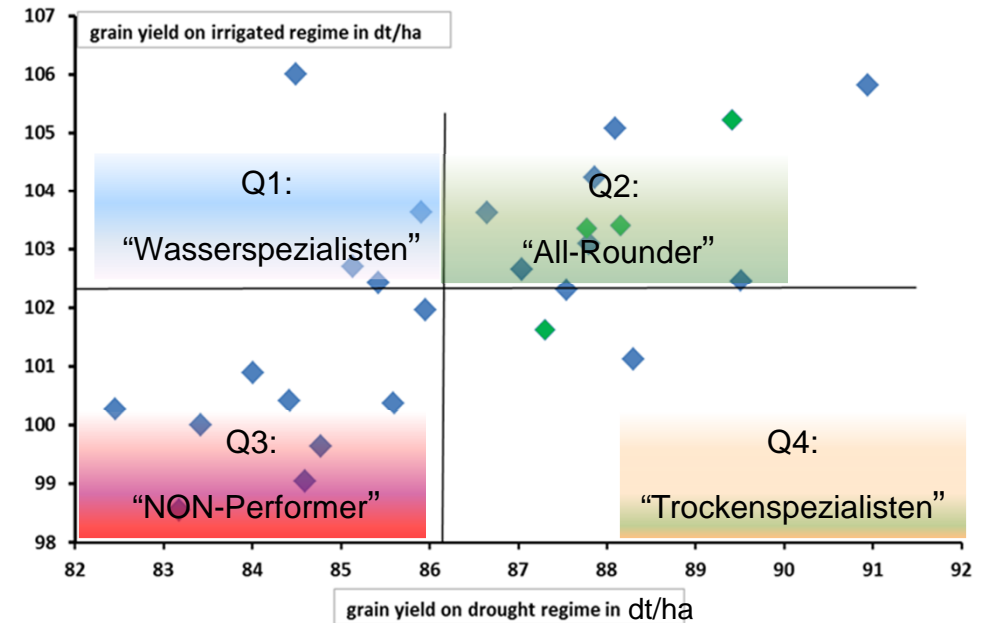 107
grain yield on irrigated regime in dt/ha
106
105
104
103
102
101
100
99
98
Q1:
“Wasserspezialisten”
Q2:
“All-Rounder”
Q3:
“NON-Performer”
Q4:
“Trockenspezialisten”
82 83 84 85 86 87 88 89 90 91 92
grain yield on drought regime in dt/ha